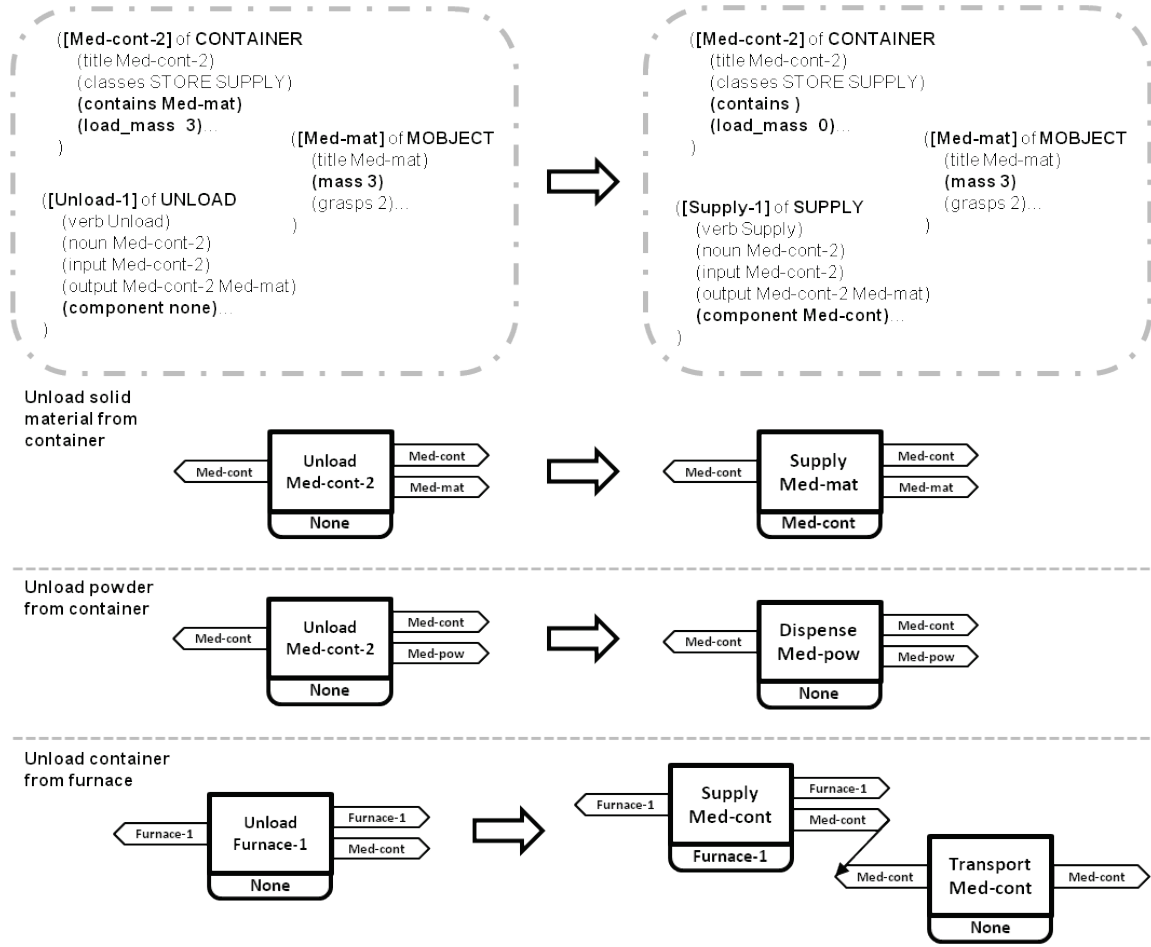 ([Med-cont-2] of CONTAINER
(title Med-cont-2)
(classes STORE SUPPLY)
(contains Med-mat)
(load_mass 3)...
)
([Med-mat] of MOBJECT
(title Med-mat)
(mass 3)
(grasps 2)...
)
([Unload-1] of UNLOAD
(verb Unload)
(noun Med-cont-2)
(input Med-cont-2)
(output Med-cont-2 Med-mat)
(component none)...
)
([Med-cont-2] of CONTAINER
(title Med-cont-2)
(classes STORE SUPPLY)
(contains )
(load_mass 0)...
)
([Med-mat] of MOBJECT
(title Med-mat)
(mass 3)
(grasps 2)...
)
([Supply-1] of SUPPLY
(verb Supply)
(noun Med-cont-2)
(input Med-cont-2)
(output Med-cont-2 Med-mat)
(component Med-cont)...
)
Unload solid
material from
container
Med-cont
Unload
Med-cont-2
None
Med-cont
Med-mat
Med-cont
Supply
Med-mat
Med-cont
Med-cont
Med-mat
Unload powder
from container
Med-cont
Unload
Med-cont-2
None
Med-cont
Med-pow
Med-cont
Dispense
Med-pow
None
Med-cont
Med-pow
Unload container
from furnace
Furnace-1
Unload
Furnace-1
None
Furnace-1
Med-cont
Furnace-1
Supply
Med-cont
Furnace-1
Furnace-1
Med-cont
Med-cont
Transport
Med-cont
None
Med-cont